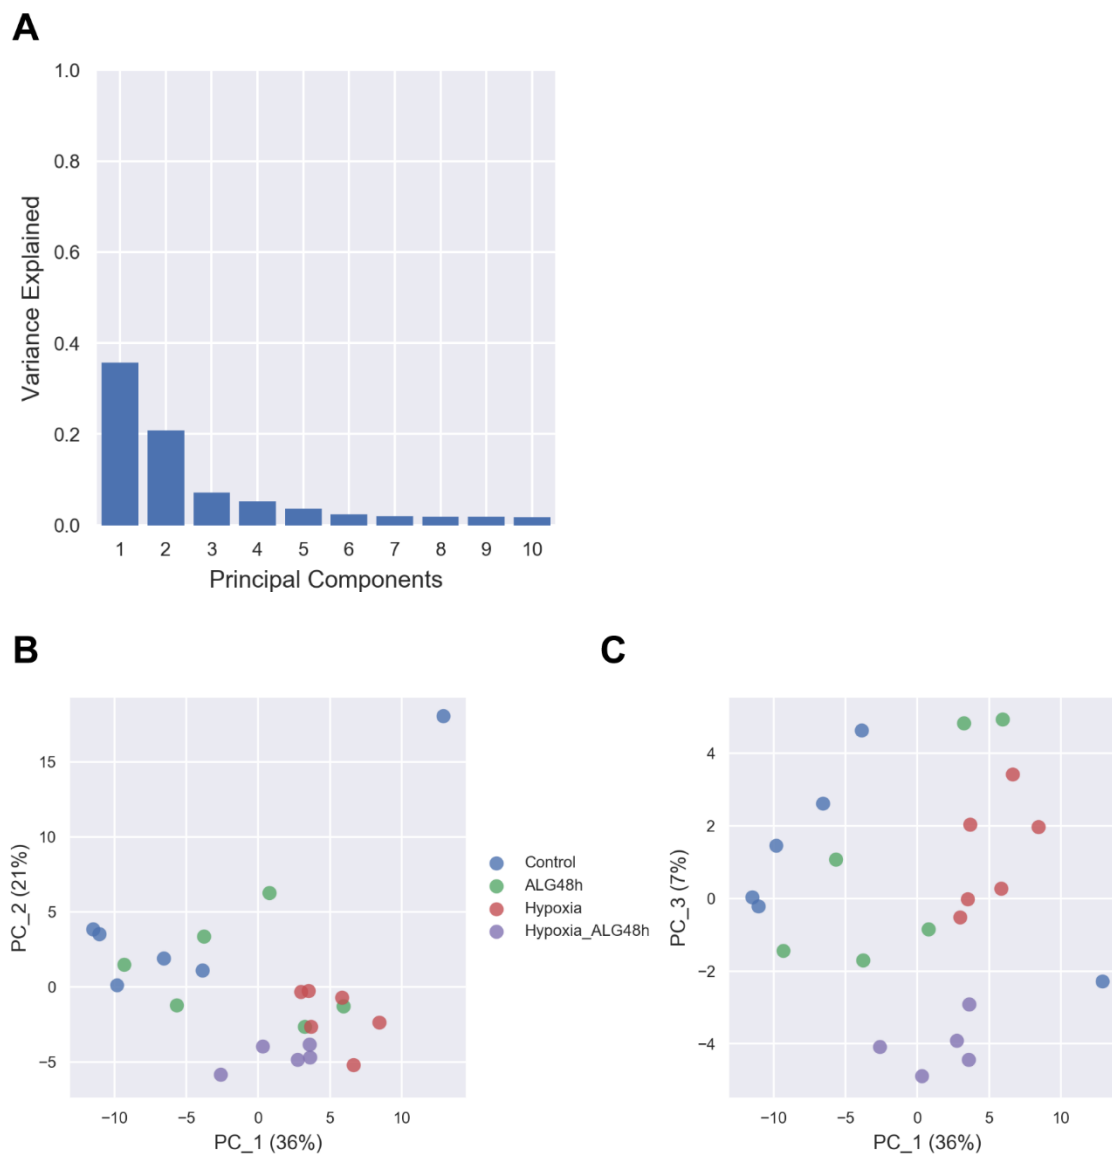 A
1.0
0.8
0.6
0.4
0.2
0.0
Variance Explained
1 2 3 4 5 6 7 8 9 10
Principal Components
B
15
10
5
0
−5
PC_2 (21%)
−10 −5 0 5 10
PC_1 (36%)
Control
ALG48h
Hypoxia
Hypoxia_ALG48h
C
4
2
0
−2
−4
PC_3 (7%)
−10 −5 0 5 10
PC_1 (36%)